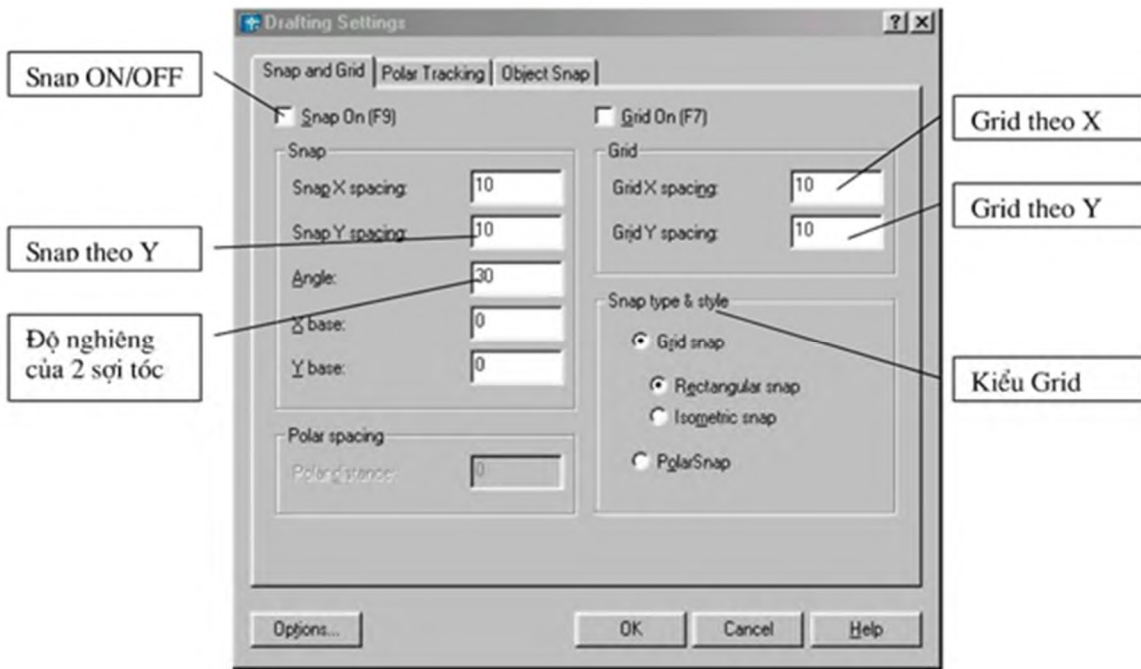 Drafting Settings
Snap and Grid
Polar Tracking
Object Snap
Snap ON/OFF
Snap On (F9)
Grid On (F7)
Snap
Snap X spacing:
10
Snap Y spacing:
10
Angle:
30
X base:
0
Y base:
0
Grid
Grid X spacing:
10
Grid Y spacing:
10
Grid theo X
Grid theo Y
Snap theo Y
Độ nghiêng
của 2 sợi tóc
Snap type & style
Grid snap
Rectangular snap
Isometric snap
PolarSnap
Kiểu Grid
Polar spacing
Polar distance:
0
Options...
OK
Cancel
Help